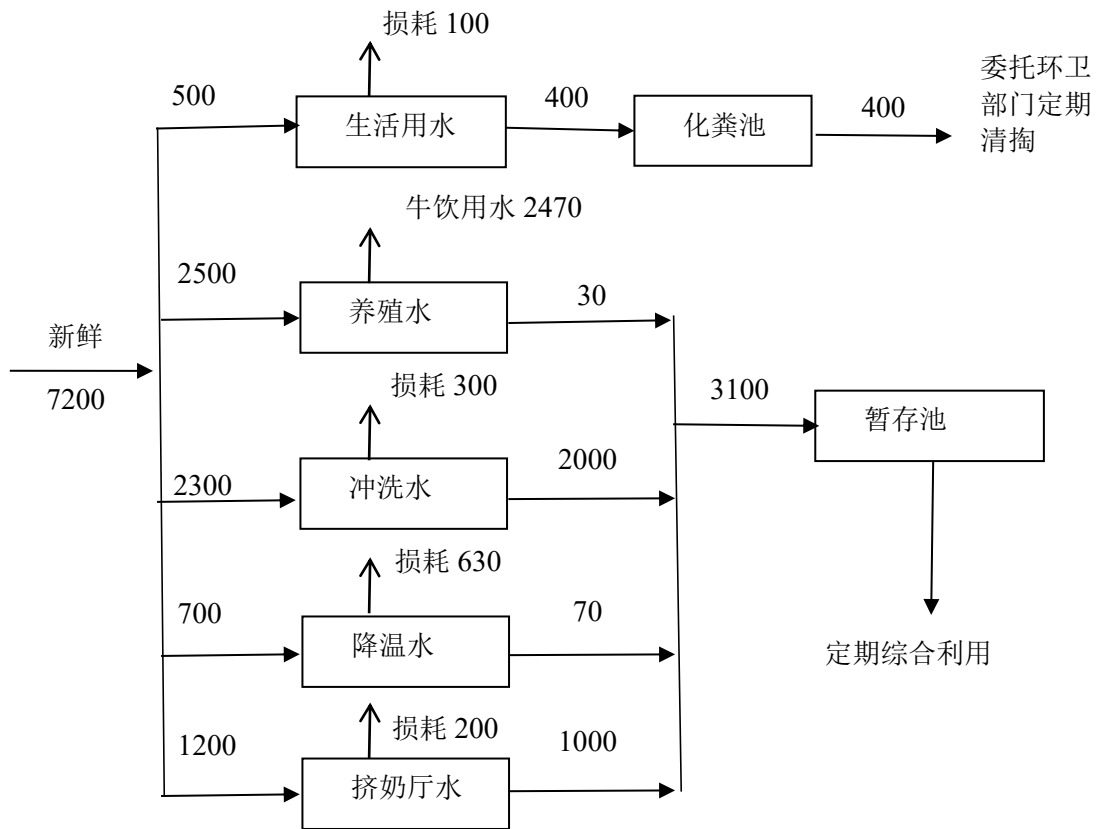 损耗 100
500
生活用水
400
化粪池
400
委托环卫
部门定期
清掏
牛饮用水 2470
2500
养殖水
30
新鲜
7200
损耗 300
3100
暂存池
2300
冲洗水
2000
损耗 630
700
降温水
70
定期综合利用
损耗 200
1200
挤奶厅水
1000